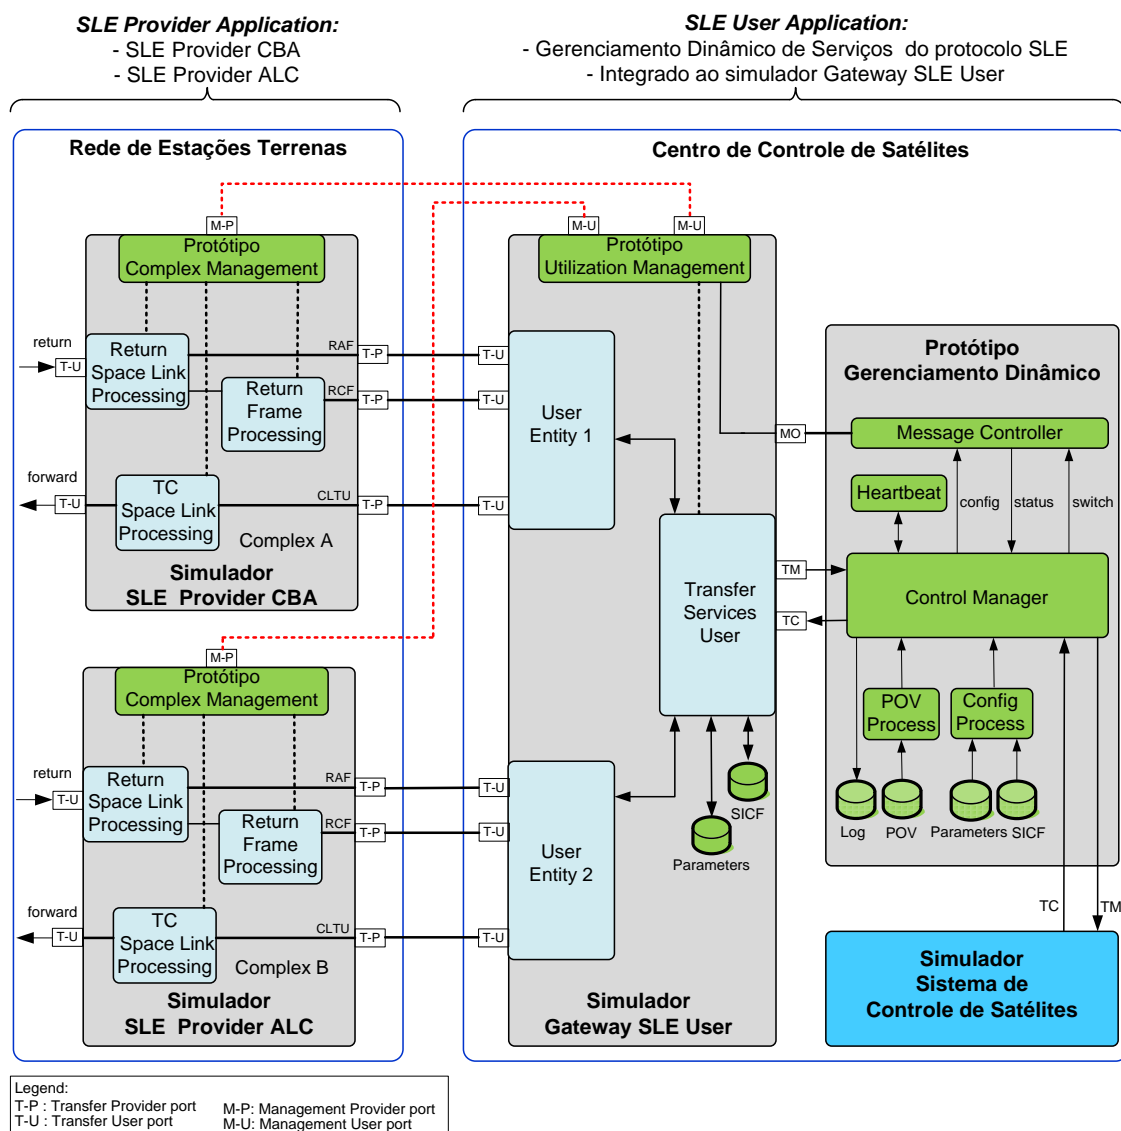 SLE Provider Application:
- SLE Provider CBA
- SLE Provider ALC
SLE User Application:
- Gerenciamento Dinâmico de Serviços do protocolo SLE
- Integrado ao simulador Gateway SLE User
Rede de Estações Terrenas
M-P
Protótipo
Complex Management
return
T-U
Return
Space Link
Processing
RAF
T-P
Return
Frame
Processing
RCF
T-P
forward
T-U
TC
Space Link
Processing
CLTU
T-P
Complex A
Simulador
SLE Provider CBA
M-P
Protótipo
Complex Management
return
T-U
Return
Space Link
Processing
RAF
T-P
Return
Frame
Processing
RCF
T-P
forward
T-U
TC
Space Link
Processing
CLTU
T-P
Complex B
Simulador
SLE Provider ALC
Centro de Controle de Satélites
M-U
M-U
Protótipo
Utilization Management
T-U
T-U
T-U
User
Entity 1
Transfer
Services
User
T-U
T-U
T-U
User
Entity 2
SICF
Parameters
Simulador
Gateway SLE User
MO
TM
TC
Protótipo
Gerenciamento Dinâmico
Message Controller
Heartbeat
config
status
switch
Control Manager
POV
Process
Config
Process
Log
POV
Parameters
SICF
TC
TM
Simulador
Sistema de
Controle de Satélites
Legend:
T-P : Transfer Provider port
T-U : Transfer User port
M-P: Management Provider port
M-U: Management User port